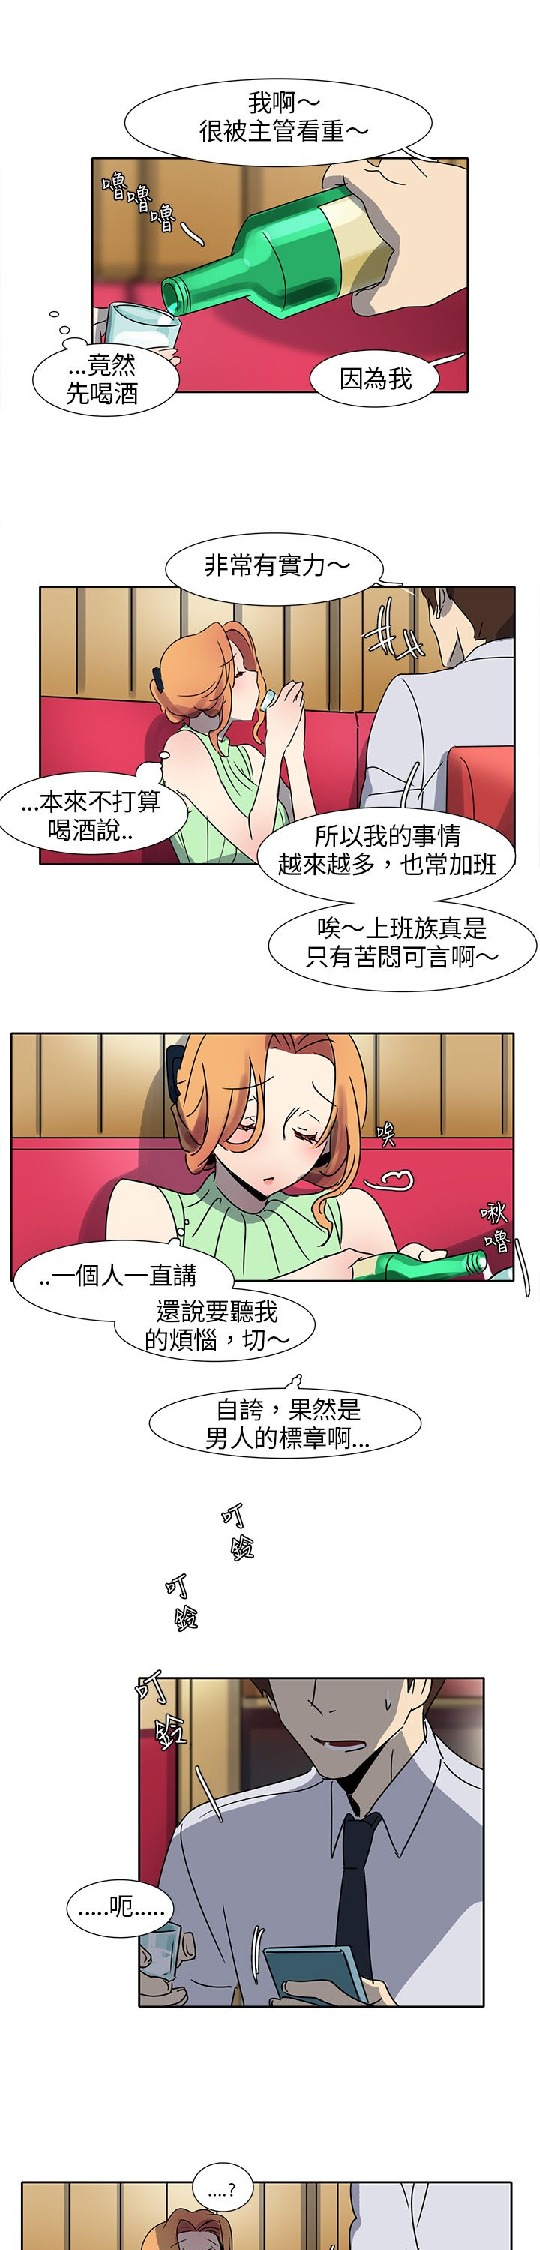 我啊～
很被主管看重～
嚕嚕嚕
...竟然
先喝酒
因為我
非常有實力～
...本來不打算
喝酒說..
所以我的事情
越來越多，也常加班
唉～上班族真是
只有苦悶可言啊～
唉
啾
嚕
..一個人一直講
還說要聽我
的煩惱，切～
自誇，果然是
男人的標章啊...
叮
鈴
叮
鈴
叮
鈴
.....呃.....
....?